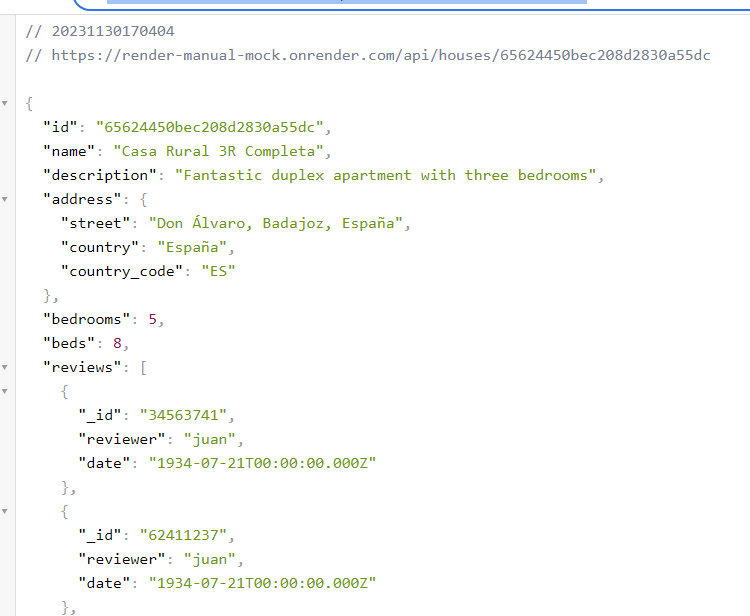 // 20231130170404
// https://render-manual-mock.onrender.com/api/houses/65624450bec208d2830a55dc
{
"id": "65624450bec208d2830a55dc",
"name": "Casa Rural 3R Completa",
"description": "Fantastic duplex apartment with three bedrooms",
"address": {
"street": "Don Álvaro, Badajoz, España",
"country": "España",
"country_code": "ES"
},
"bedrooms": 5,
"beds": 8,
"reviews": [
{
"_id": "34563741",
"reviewer": "juan",
"date": "1934-07-21T00:00:00.000Z"
},
{
"_id": "62411237",
"reviewer": "juan",
"date": "1934-07-21T00:00:00.000Z"
},